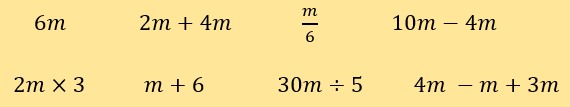 6m 2m + 4m m/6 10m − 4m
2m × 3 m + 6 30m ÷ 5 4m − m + 3m